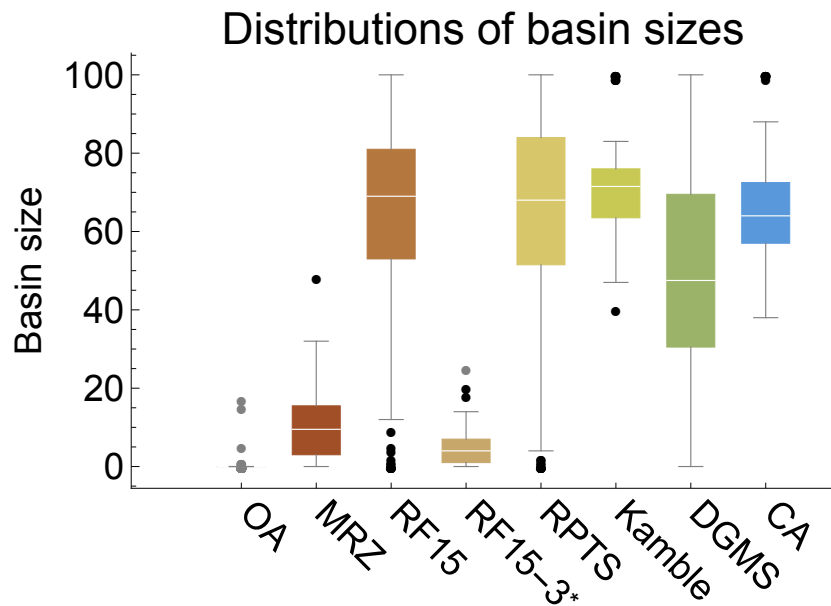 Distributions of basin sizes
Basin size
100
80
60
40
20
0
OA
MRZ
RF15
RF15-3*
RPTS
Kamble
DGMS
CA